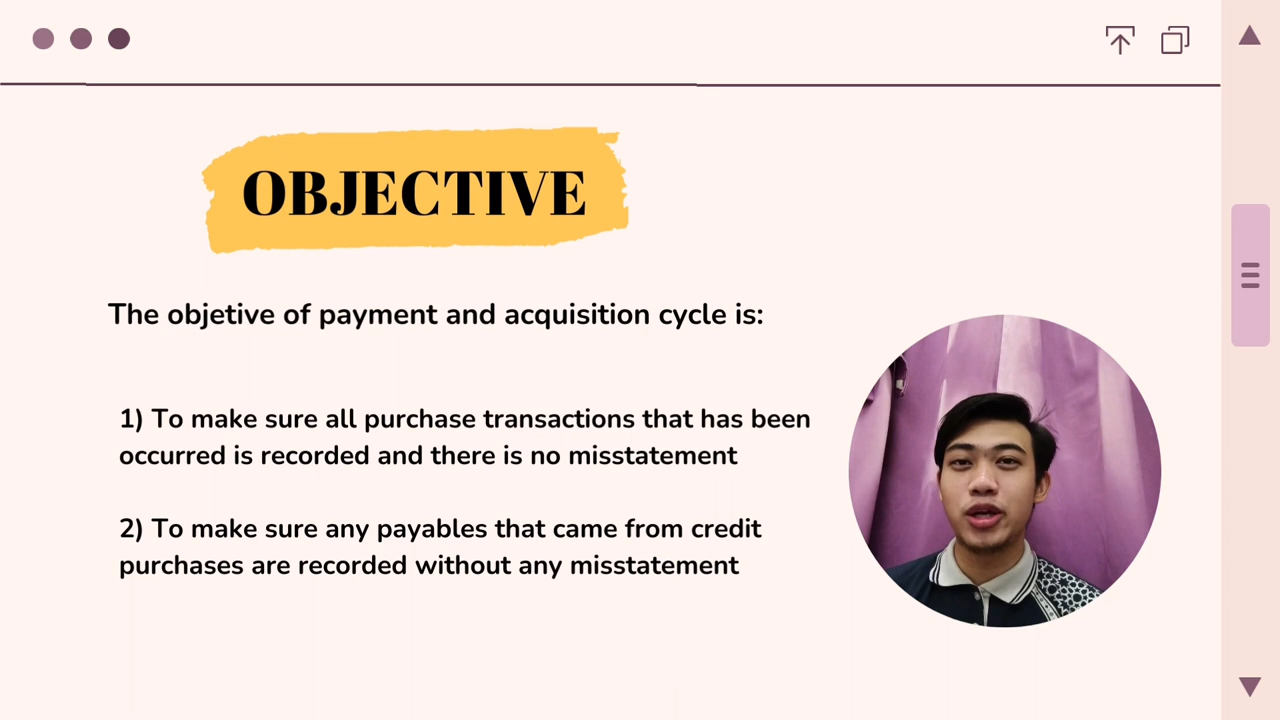 OBJECTIVE
The objetive of payment and acquisition cycle is:
1) To make sure all purchase transactions that has been
occurred is recorded and there is no misstatement
2) To make sure any payables that came from credit
purchases are recorded without any misstatement